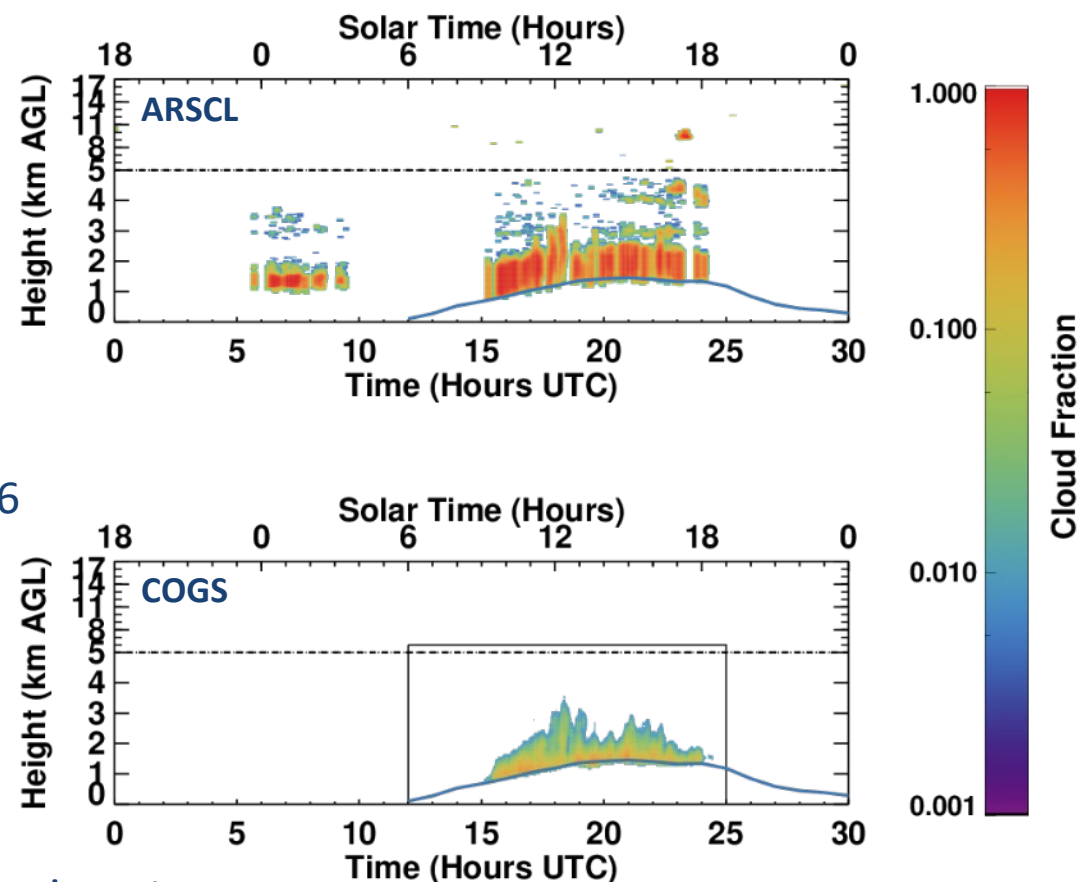 Solar Time (Hours)
18 0 6 12 18 0
17
14
11
8
5
4
3
2
1
0
Height (km AGL)
ARSCL
0 5 10 15 20 25 30
Time (Hours UTC)
1.000
0.100
0.010
0.001
Cloud Fraction
6
Solar Time (Hours)
18 0 6 12 18 0
17
14
11
8
5
4
3
2
1
0
Height (km AGL)
COGS
0 5 10 15 20 25 30
Time (Hours UTC)